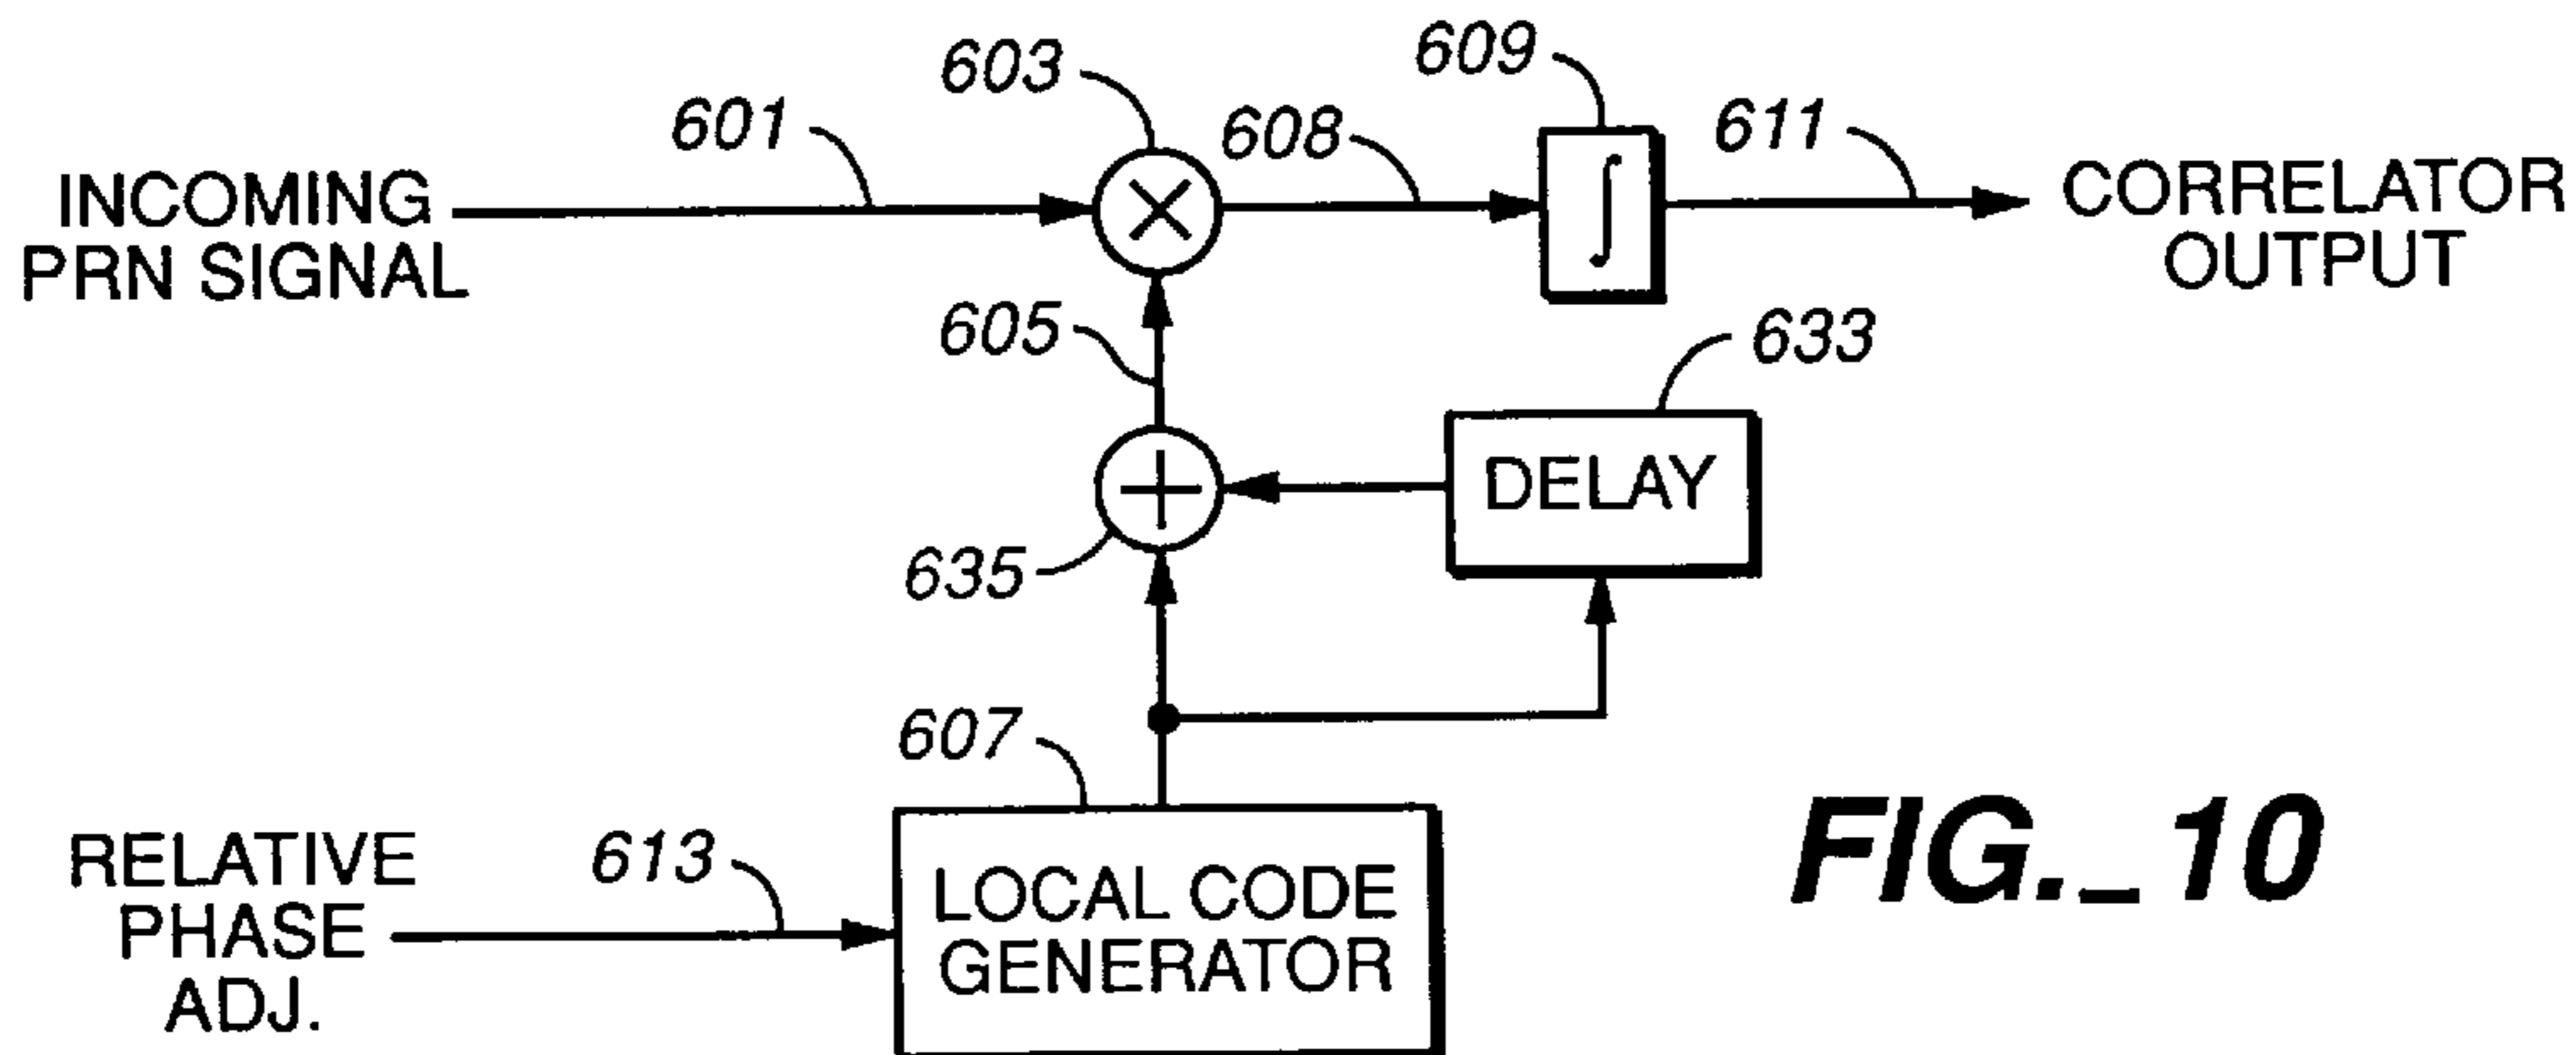 603
609
601
608
611
INCOMING
PRN SIGNAL
×
∫
CORRELATOR
OUTPUT
605
633
+
DELAY
635
607
RELATIVE
PHASE
ADJ.
613
LOCAL CODE
GENERATOR
FIG._10